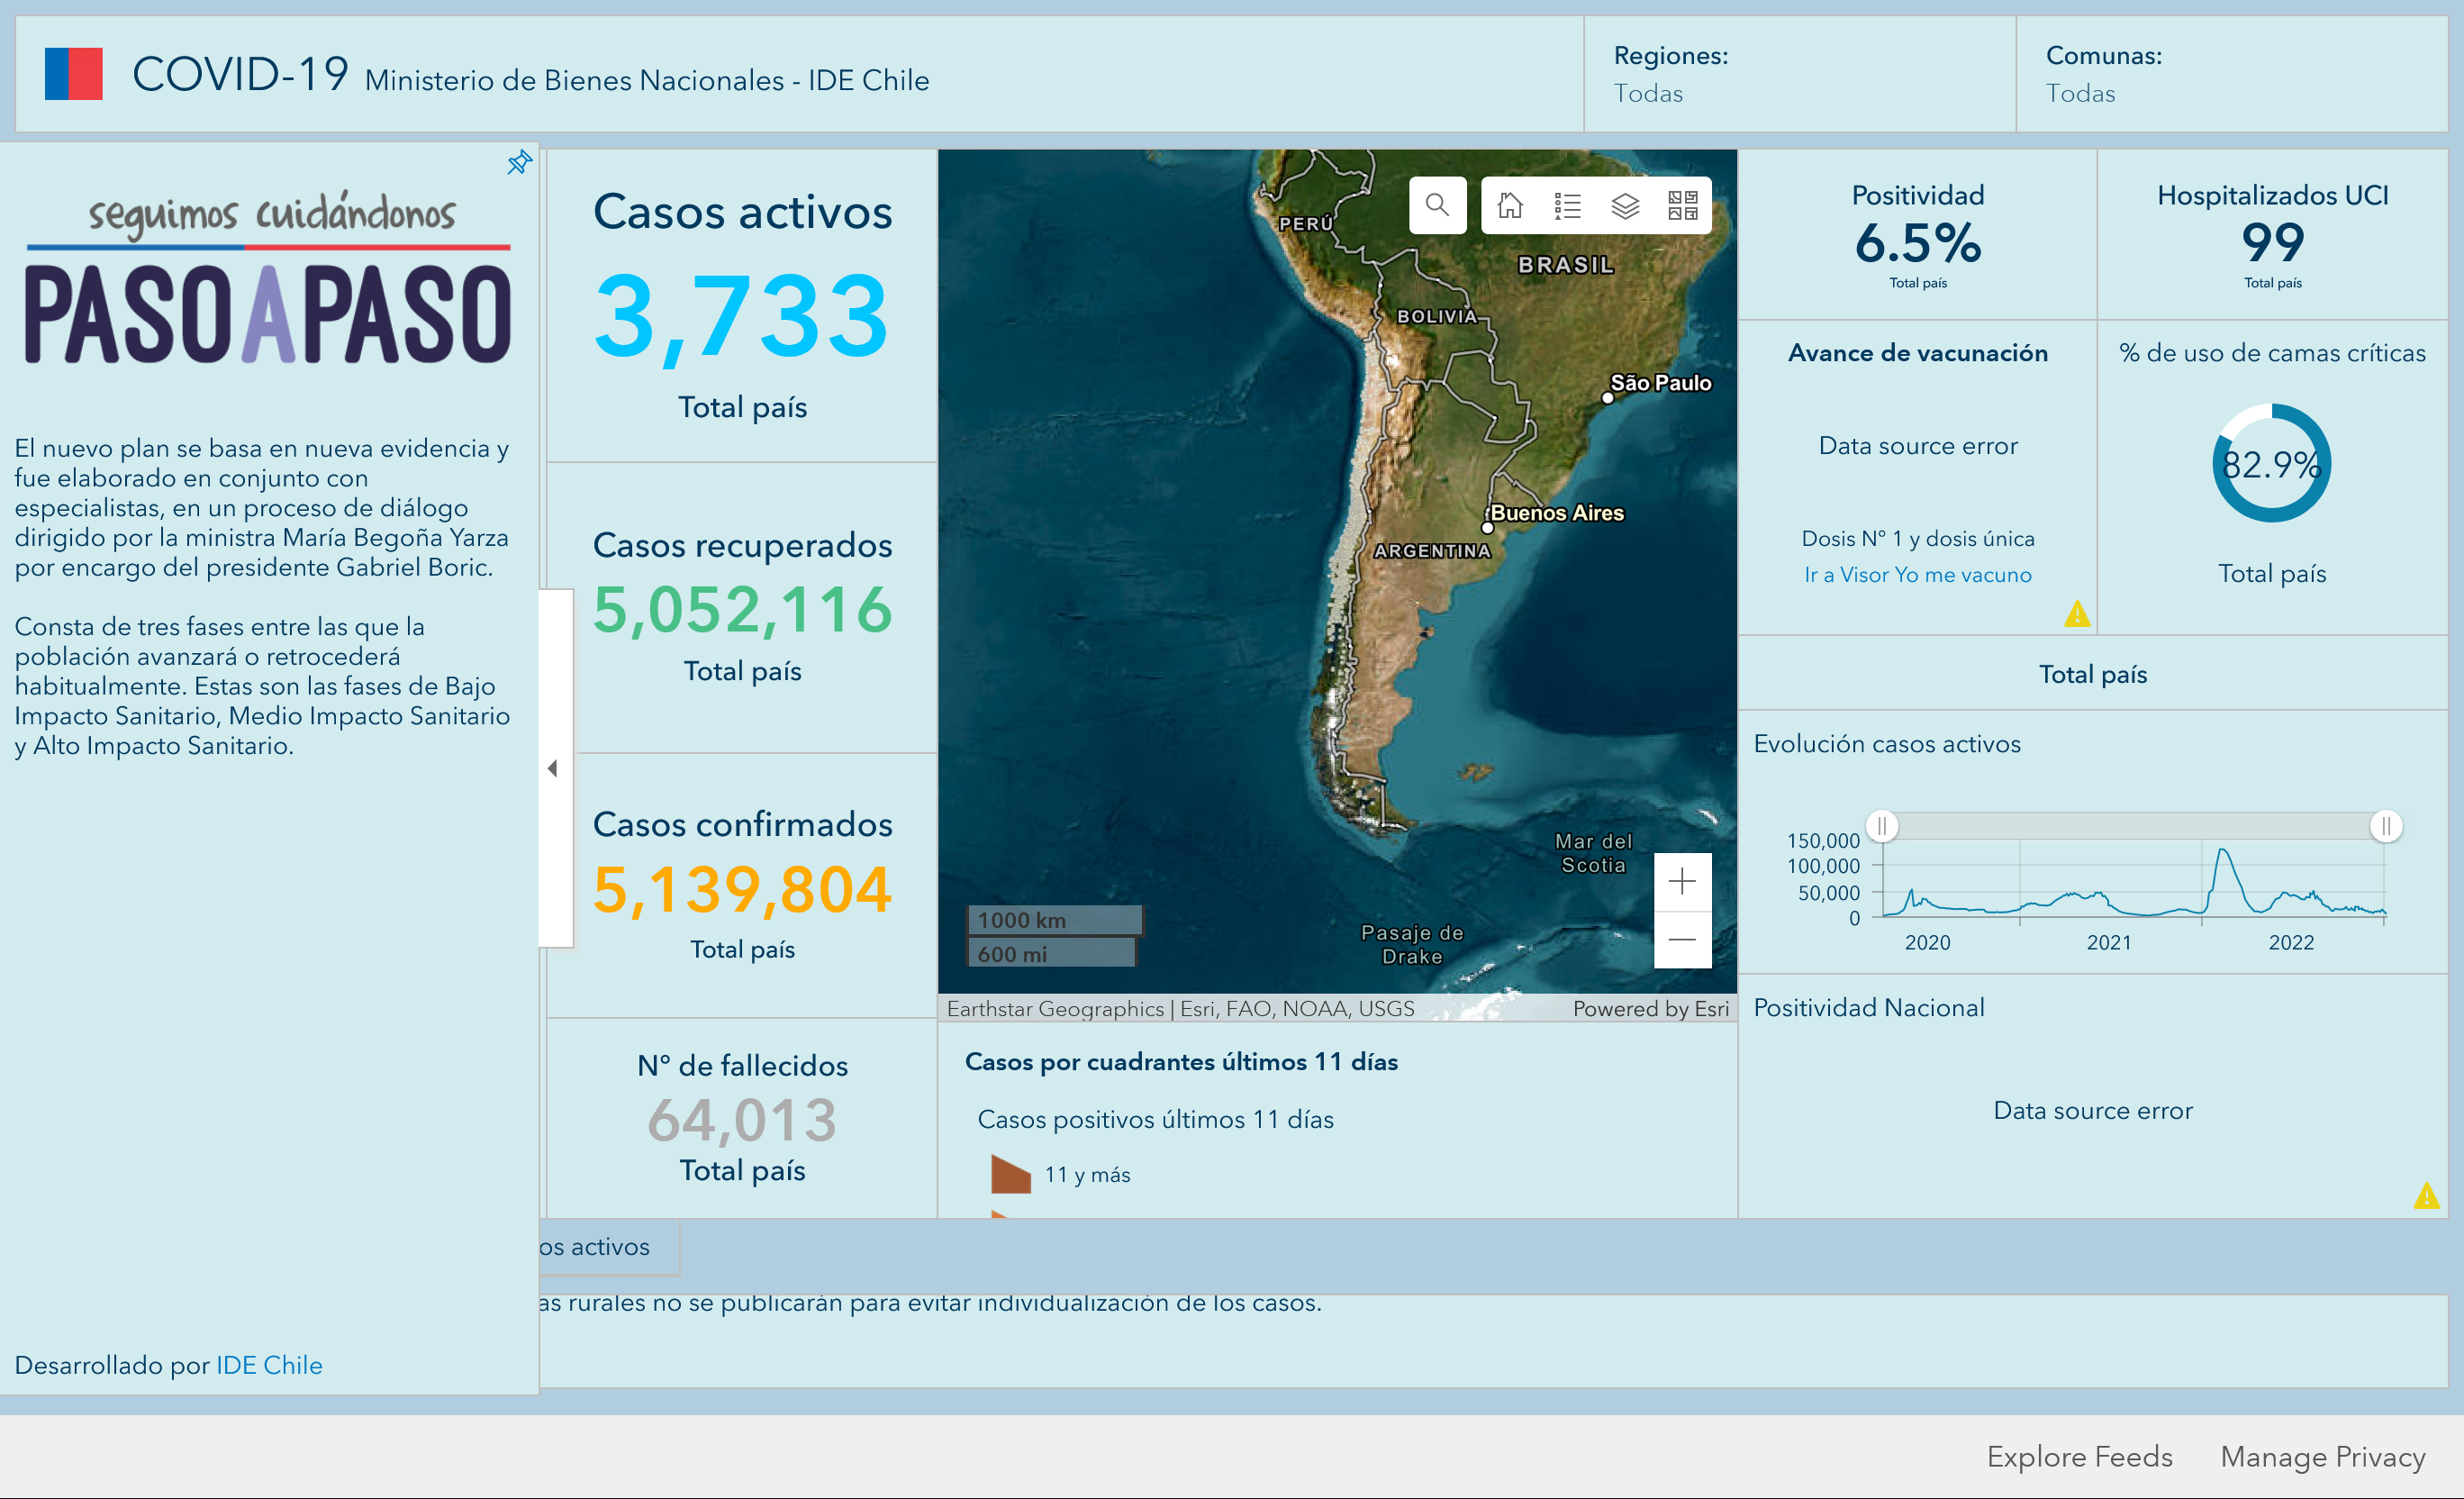 COVID-19 Ministerio de Bienes Nacionales - IDE Chile
Regiones:
Todas
Comunas:
Todas
seguimos cuidándonos
PASOAPASO
El nuevo plan se basa en nueva evidencia y
fue elaborado en conjunto con
especialistas, en un proceso de diálogo
dirigido por la ministra María Begoña Yarza
por encargo del presidente Gabriel Boric.
Consta de tres fases entre las que la
población avanzará o retrocederá
habitualmente. Estas son las fases de Bajo
Impacto Sanitario, Medio Impacto Sanitario
y Alto Impacto Sanitario.
Desarrollado por IDE Chile
Casos activos
3,733
Total país
Casos recuperados
5,052,116
Total país
Casos confirmados
5,139,804
Total país
N° de fallecidos
64,013
Total país
PERÚ
BRASIL
BOLIVIA
São Paulo
Buenos Aires
ARGENTINA
Mar del
Scotia
Pasaje de
Drake
1000 km
600 mi
Earthstar Geographics | Esri, FAO, NOAA, USGS
Powered by Esri
Casos por cuadrantes últimos 11 días
Casos positivos últimos 11 días
11 y más
Positividad
6.5%
Total país
Hospitalizados UCI
99
Total país
Avance de vacunación
Data source error
Dosis N° 1 y dosis única
Ir a Visor Yo me vacuno
% de uso de camas críticas
82.9%
Total país
Total país
Evolución casos activos
150,000
100,000
50,000
0
2020
2021
2022
Positividad Nacional
Data source error
os activos
as rurales no se publicarán para evitar individualización de los casos.
Explore Feeds
Manage Privacy